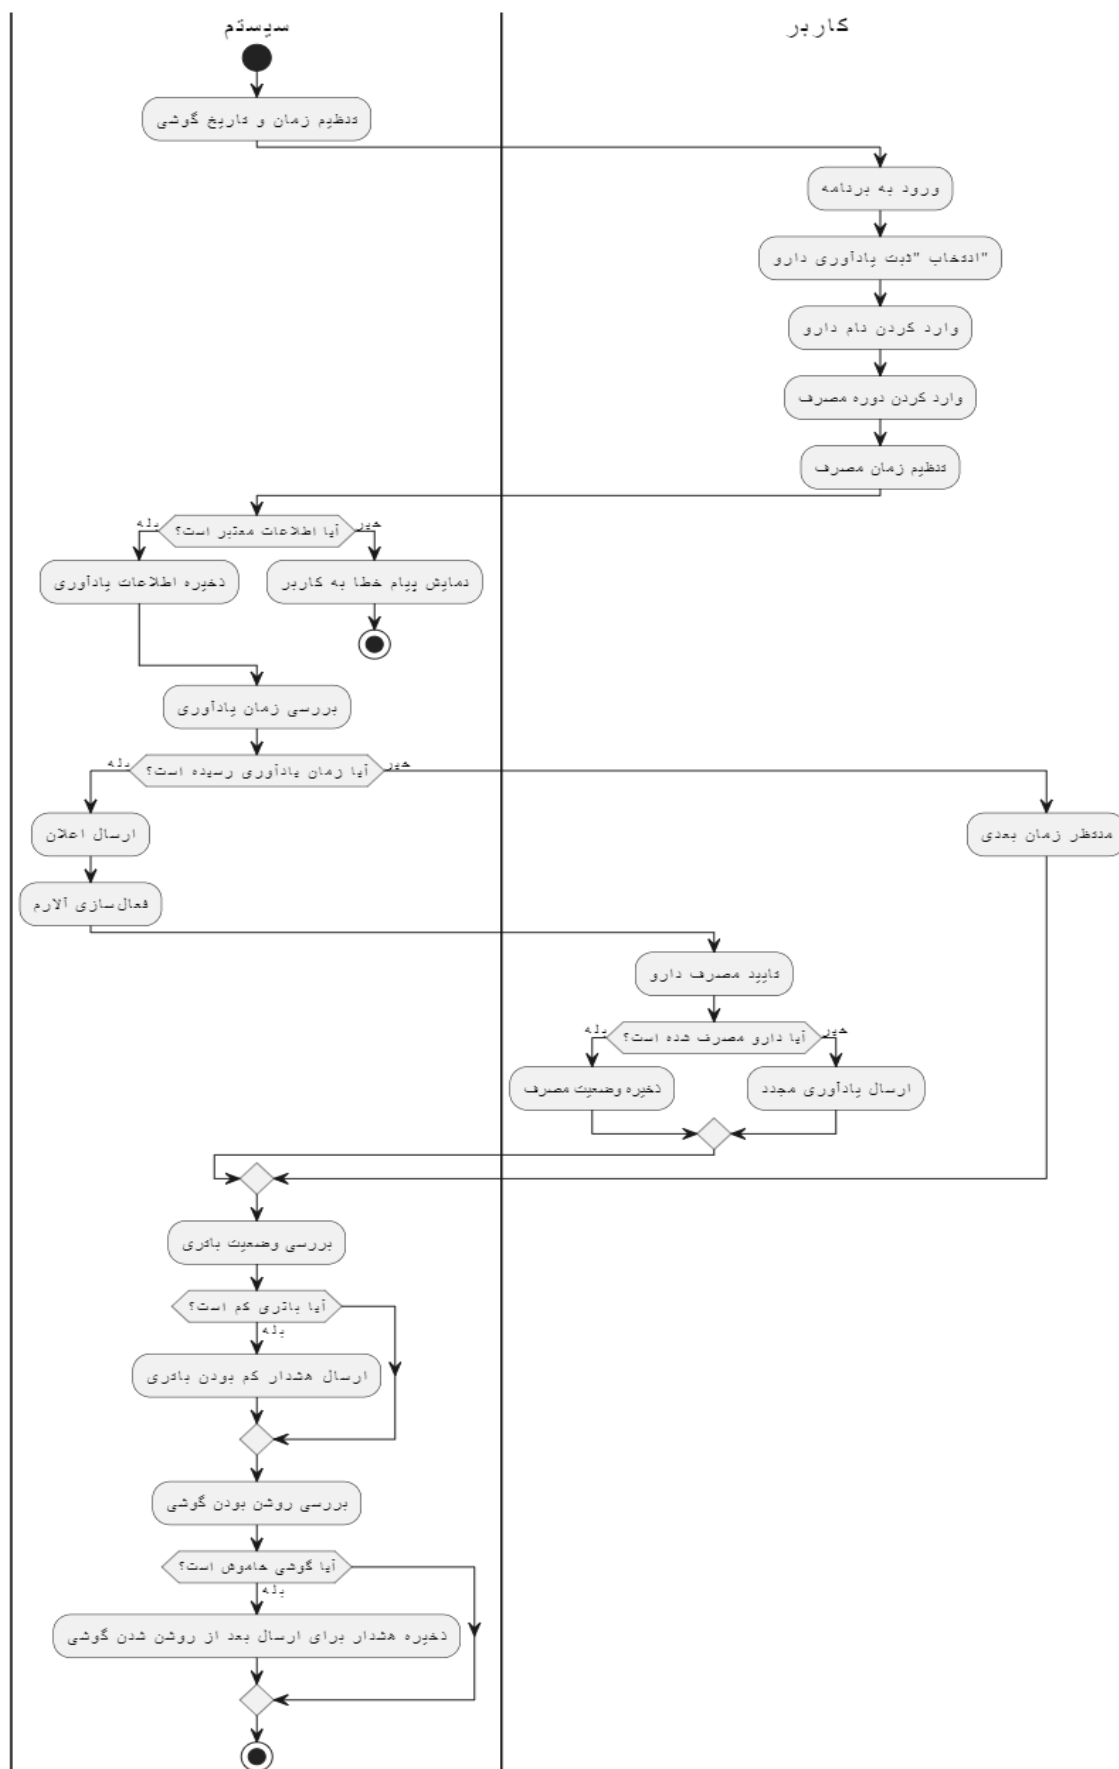 سیستم
کاربر
تنظیم زمان و تاریخ گوشی
ورود به برنامه
انتخاب "ثبت یادآوری دارو"
وارد کردن نام دارو
وارد کردن دوره مصرف
تنظیم زمان مصرف
آیا اطلاعات معتبر است؟
بله
خیر
ذخیره اطلاعات یادآوری
نمایش پیام خطا به کاربر
بررسی زمان یادآوری
آیا زمان یادآوری رسیده است؟
بله
خیر
ارسال اعلان
منتظر زمان بعدی
فعال‌سازی آلارم
تایید مصرف دارو
آیا دارو مصرف شده است؟
بله
خیر
ذخیره وضعیت مصرف
ارسال یادآوری مجدد
بررسی وضعیت باتری
آیا باتری کم است؟
بله
ارسال هشدار کم بودن باتری
بررسی روشن بودن گوشی
آیا گوشی خاموش است؟
بله
ذخیره هشدار برای ارسال بعد از روشن شدن گوشی